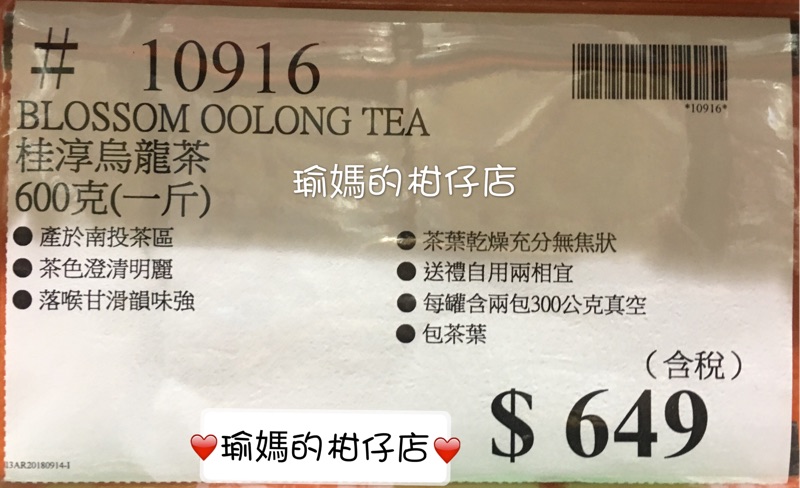 # 10916
*10916*
BLOSSOM OOLONG TEA
桂淳烏龍茶
600克(一斤)
瑜媽的柑仔店
● 產於南投茶區
● 茶色澄清明麗
● 落喉甘滑韻味強
● 茶葉乾燥充分無焦狀
● 送禮自用兩相宜
● 每罐含兩包300公克真空
● 包茶葉
(含稅)
$ 649
❤️瑜媽的柑仔店❤️
I3AR20180914-1